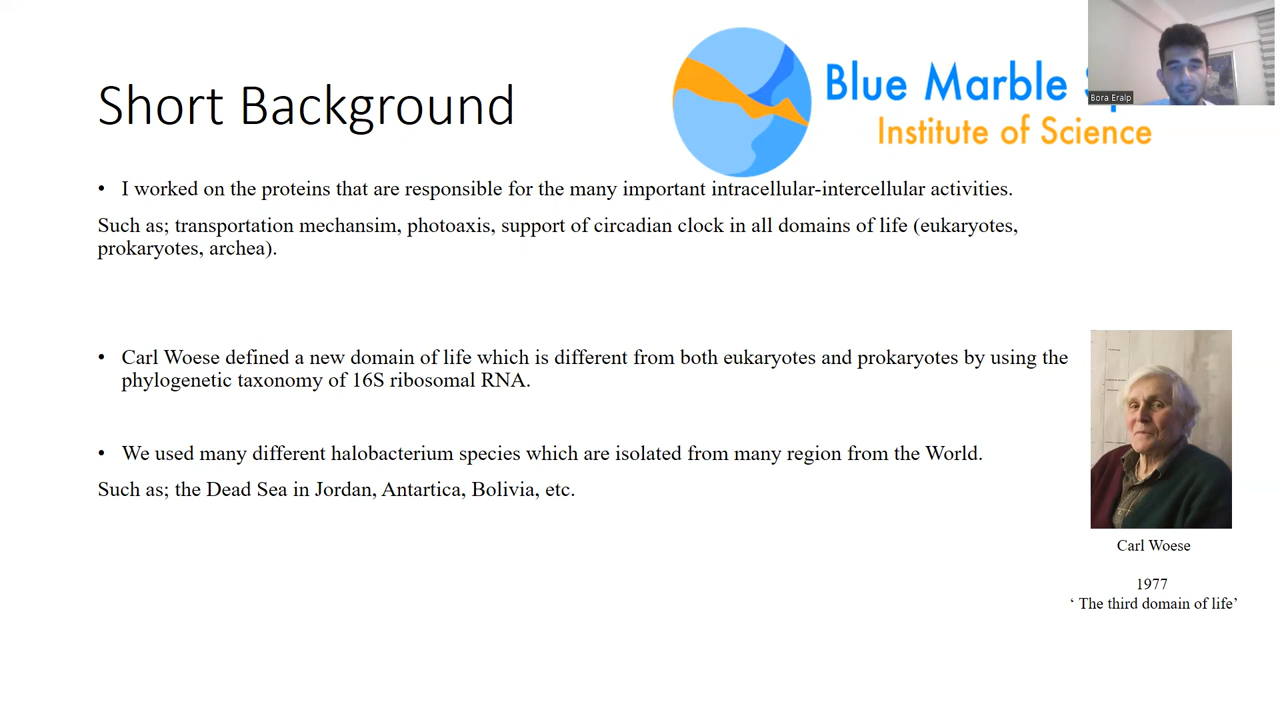 Short Background
Blue Marble
Institute of Science
Bora Eralp
• I worked on the proteins that are responsible for the many important intracellular-intercellular activities.
Such as; transportation mechansim, photoaxis, support of circadian clock in all domains of life (eukaryotes,
prokaryotes, archea).
• Carl Woese defined a new domain of life which is different from both eukaryotes and prokaryotes by using the
phylogenetic taxonomy of 16S ribosomal RNA.
• We used many different halobacterium species which are isolated from many region from the World.
Such as; the Dead Sea in Jordan, Antartica, Bolivia, etc.
Carl Woese
1977
‘ The third domain of life’